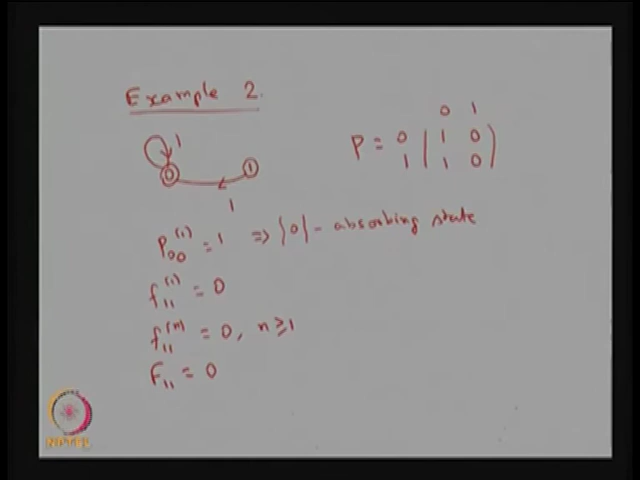 Example 2.
1
0 1
1
P = 0 ( 1 0 )
1 ( 1 0 )
0 1
P₀₀⁽¹⁾ = 1 ⇒ {0} - absorbing state
f₁₁⁽¹⁾ = 0
f₁₁⁽ⁿ⁾ = 0, n ≥ 1
F₁₁ = 0
NPTEL